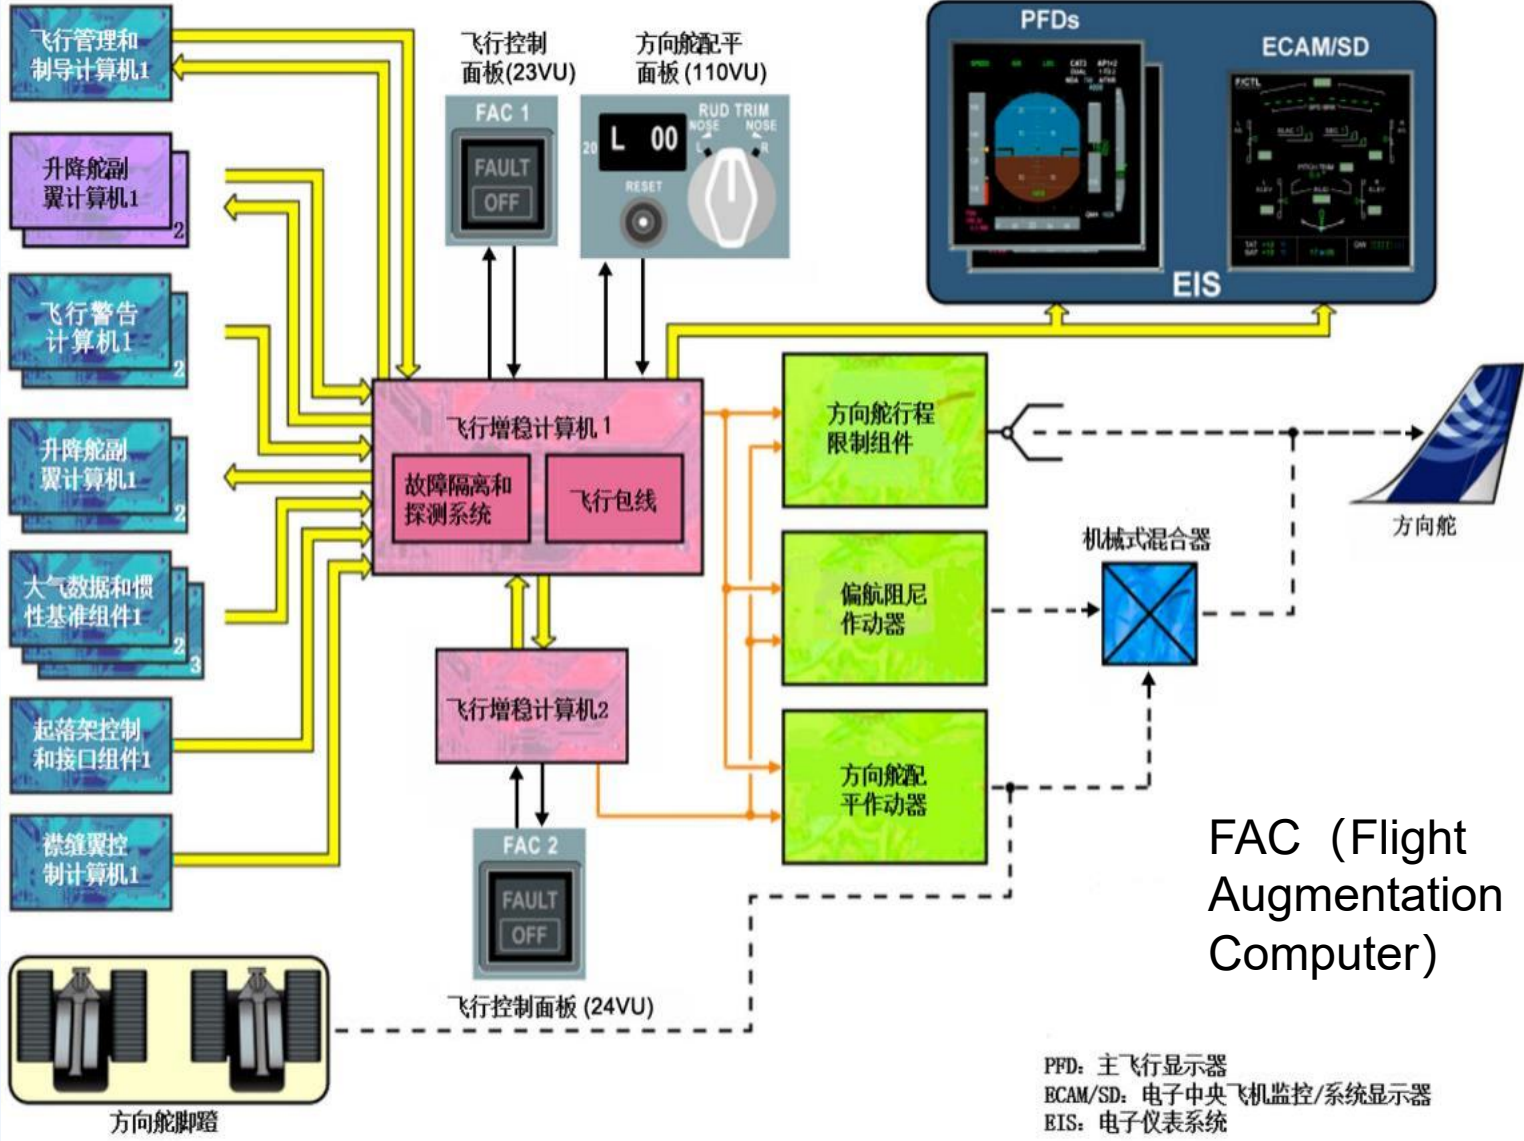 飞行管理和
制导计算机1
升降舵副
翼计算机1
2
飞行警告
计算机1
2
升降舵副
翼计算机1
2
大气数据和惯
性基准组件1
2
3
起落架控制
和接口组件1
襟缝翼控
制计算机1
方向舵脚蹬
飞行控制
面板(23VU)
FAC 1
FAULT
OFF
方向舵配平
面板(110VU)
RUD TRIM
NOSE
NOSE
L
R
20
L 00
RESET
飞行增稳计算机1
故障隔离和
探测系统
飞行包线
飞行增稳计算机2
FAC 2
FAULT
OFF
飞行控制面板(24VU)
PFDs
ECAM/SD
F/CTL
EIS
方向舵行程
限制组件
偏航阻尼
作动器
方向舵配
平作动器
机械式混合器
方向舵
FAC（Flight
Augmentation
Computer）
PFD: 主飞行显示器
ECAM/SD: 电子中央飞机监控/系统显示器
EIS: 电子仪表系统